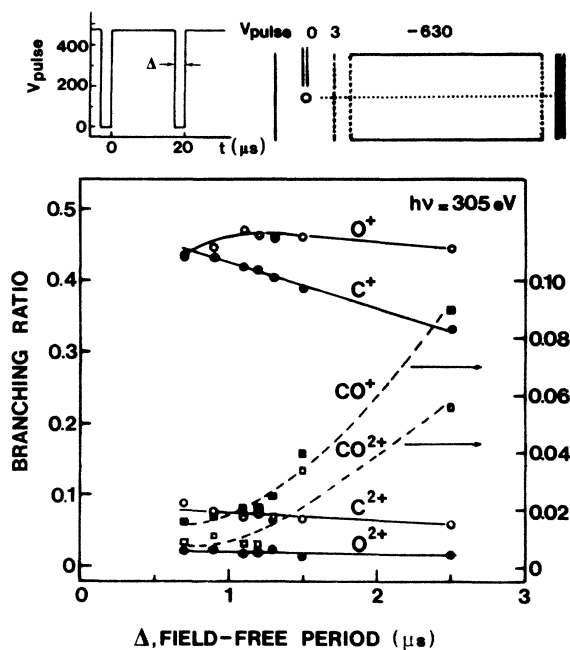 Vpulse 0 3 -630
400
200
0
Vpulse
Δ
0 20 t (μs)
hν = 305 eV
0.5
0.4
0.3
0.2
0.1
0
BRANCHING RATIO
O+
C+
CO+
CO2+
C2+
O2+
0.10
0.08
0.06
0.04
0.02
0
0 1 2 3
Δ, FIELD-FREE PERIOD (μs)